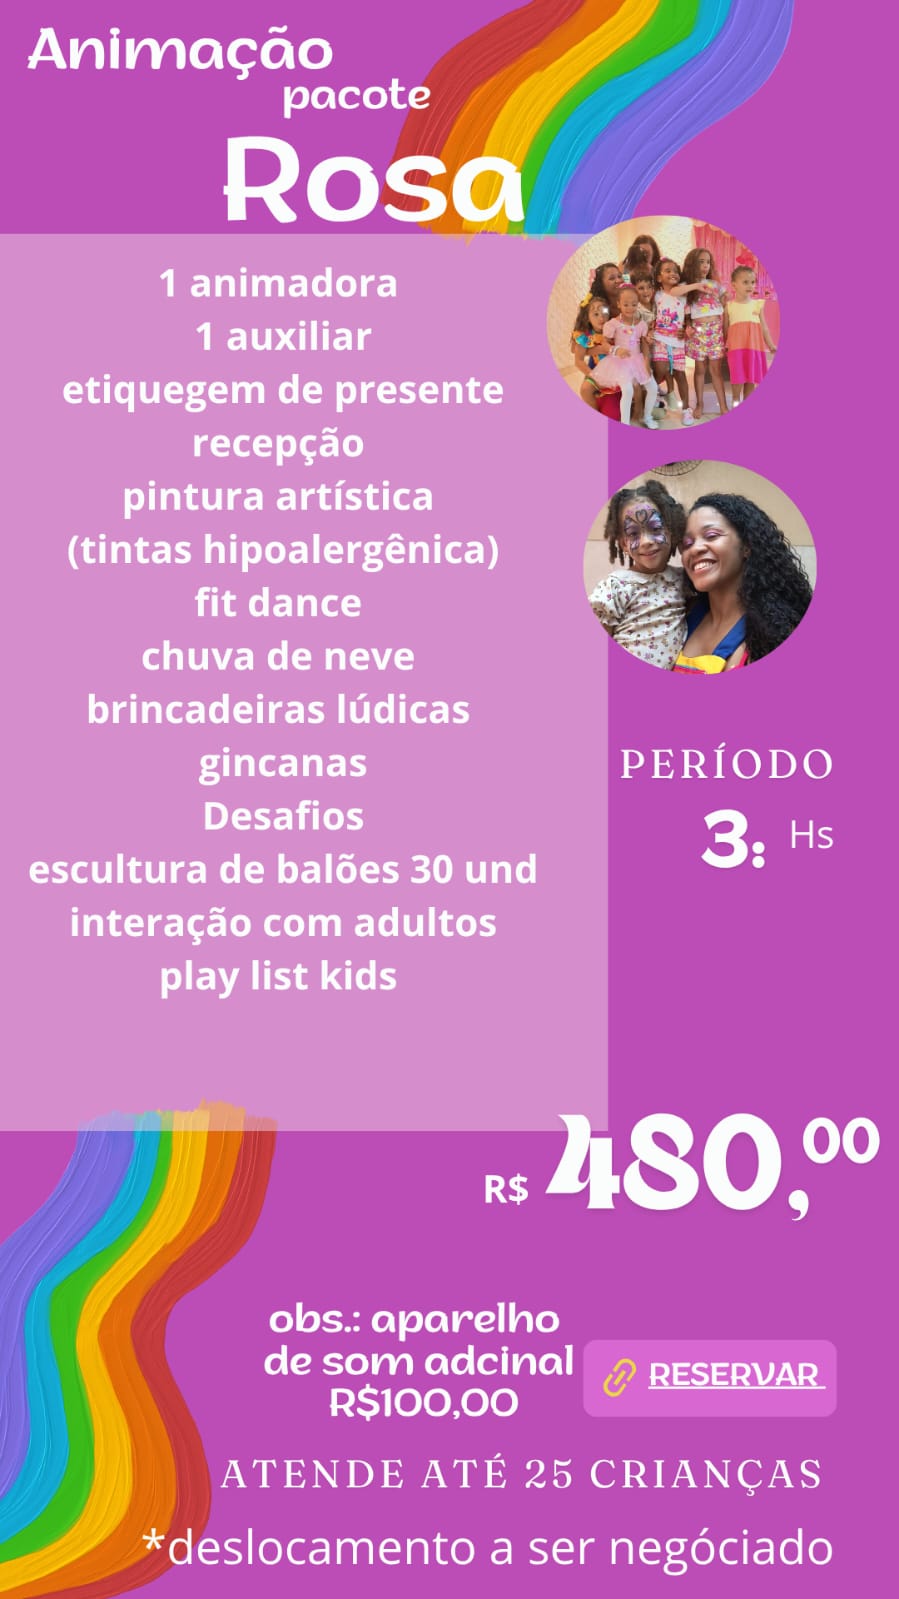 Animação
pacote
Rosa
1 animadora
1 auxiliar
etiquegem de presente
recepção
pintura artística
(tintas hipoalergênica)
fit dance
chuva de neve
brincadeiras lúdicas
gincanas
Desafios
escultura de balões 30 und
interação com adultos
play list kids
PERÍODO
3: Hs
R$ 480,00
obs.: aparelho
de som adcinal
R$100,00
RESERVAR
ATENDE ATÉ 25 CRIANÇAS
*deslocamento a ser negóciado